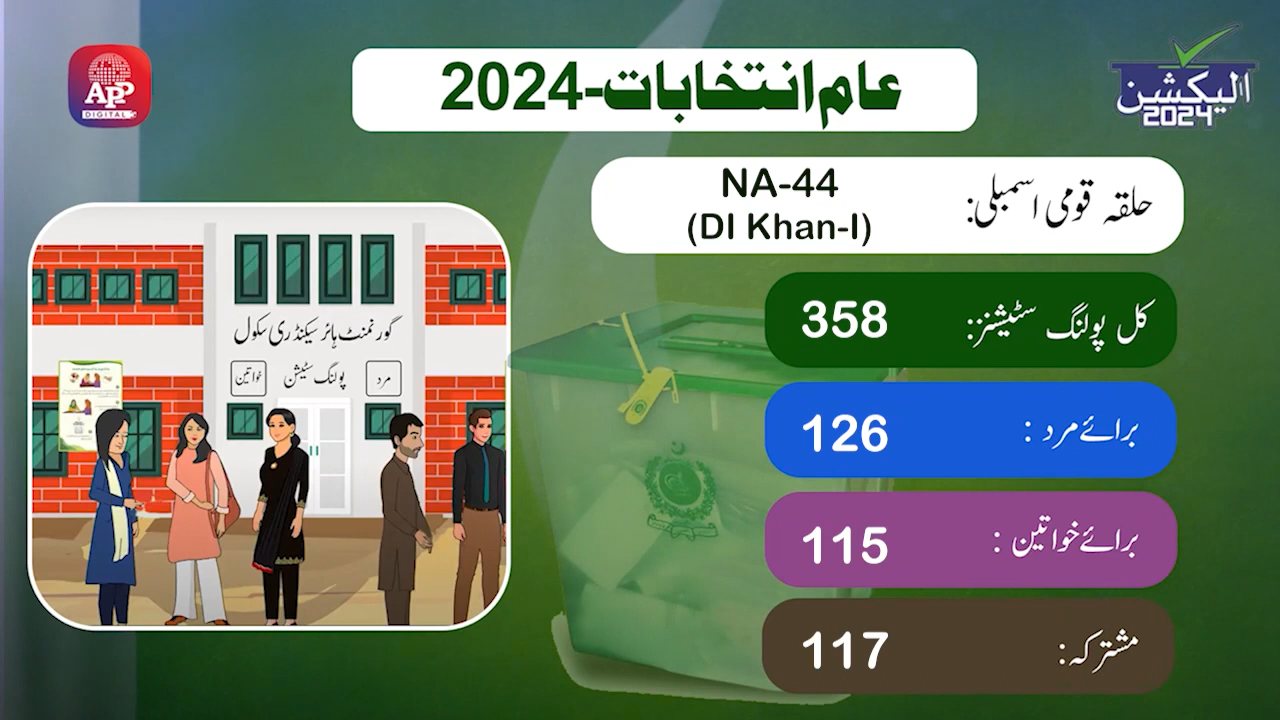 APP
DIGITAL
عام انتخابات-2024
الیکشن
2024
حلقہ قومی اسمبلی:
NA-44
(DI Khan-I)
کل پولنگ سٹیشنز:
358
برائے مرد :
126
برائے خواتین :
115
مشترکہ:
117
گورنمنٹ ہائر سیکنڈری سکول
مرد
پولنگ سٹیشن
خواتین